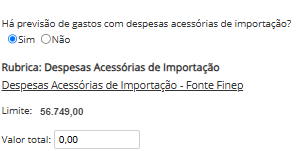 Há previsão de gastos com despesas acessórias de importação?
Sim Não
Rubrica: Despesas Acessórias de Importação
Despesas Acessórias de Importação - Fonte Finep
Limite: 56.749,00
Valor total: 0,00